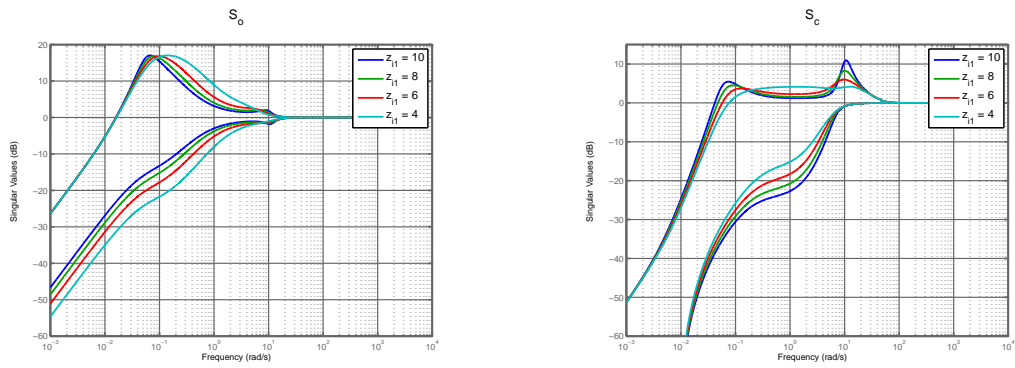 S_o
20
10
0
−10
−20
−30
−40
−50
−60
10^−3 10^−2 10^−1 10^0 10^1 10^2 10^3 10^4
Frequency (rad/s)
Singular Values (dB)
z_i1 = 10
z_i1 = 8
z_i1 = 6
z_i1 = 4
S_c
10
0
−10
−20
−30
−40
−50
−60
10^−3 10^−2 10^−1 10^0 10^1 10^2 10^3 10^4
Frequency (rad/s)
Singular Values (dB)
z_i1 = 10
z_i1 = 8
z_i1 = 6
z_i1 = 4